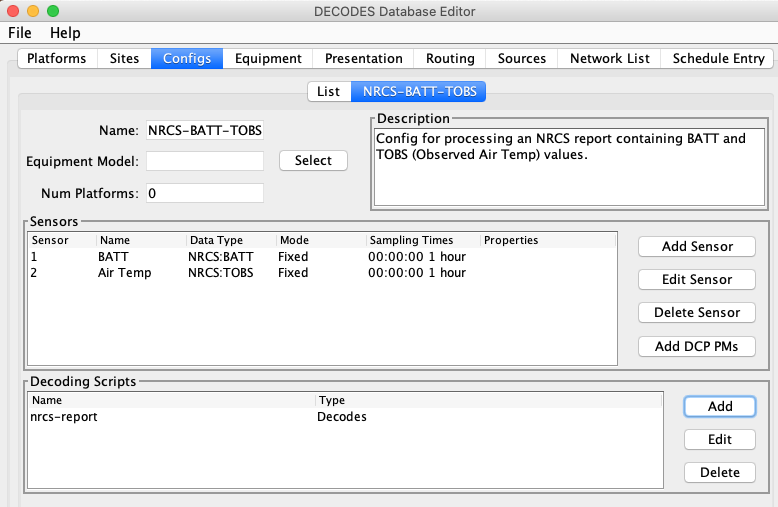 DECODES Database Editor
File Help
Platforms Sites Configs Equipment Presentation Routing Sources Network List Schedule Entry
List NRCS-BATT-TOBS
Name: NRCS-BATT-TOBS
Equipment Model: Select
Num Platforms: 0
Description
Config for processing an NRCS report containing BATT and
TOBS (Observed Air Temp) values.
Sensors
Sensor Name Data Type Mode Sampling Times Properties
1 BATT NRCS:BATT Fixed 00:00:00 1 hour
2 Air Temp NRCS:TOBS Fixed 00:00:00 1 hour
Add Sensor
Edit Sensor
Delete Sensor
Add DCP PMs
Decoding Scripts
Name Type
nrcs-report Decodes
Add
Edit
Delete